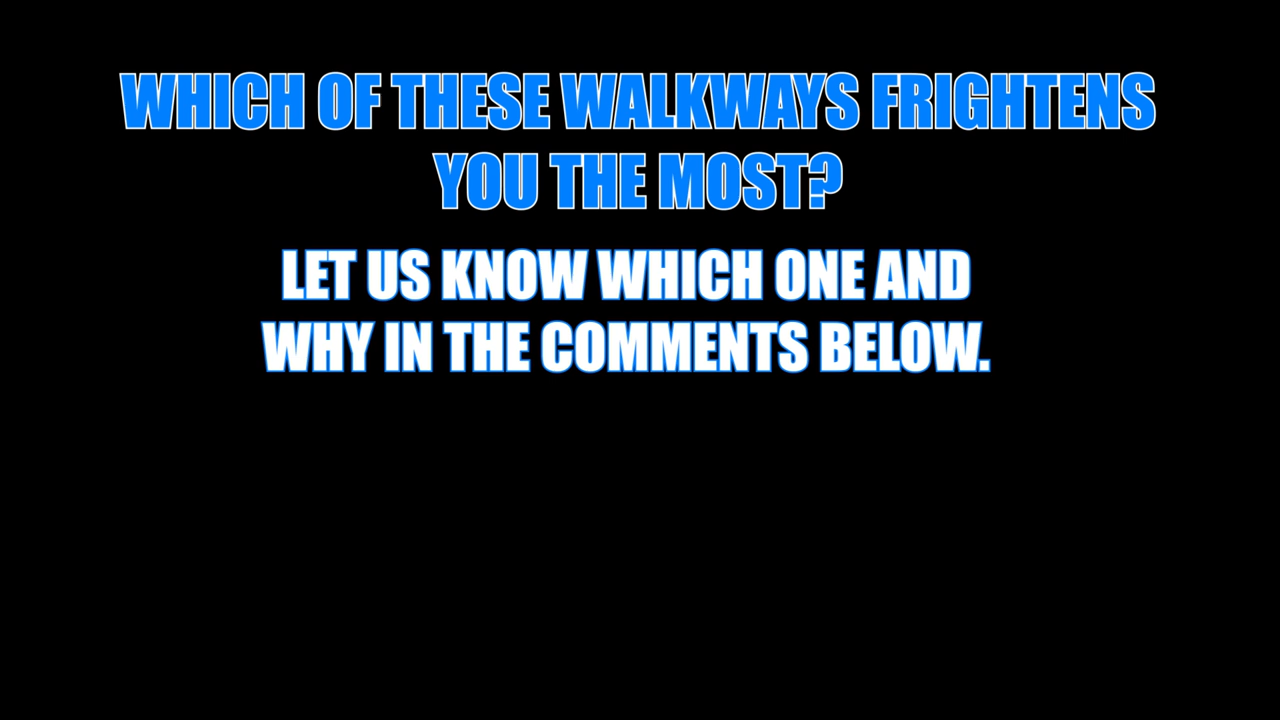 WHICH OF THESE WALKWAYS FRIGHTENS
YOU THE MOST?
LET US KNOW WHICH ONE AND
WHY IN THE COMMENTS BELOW.